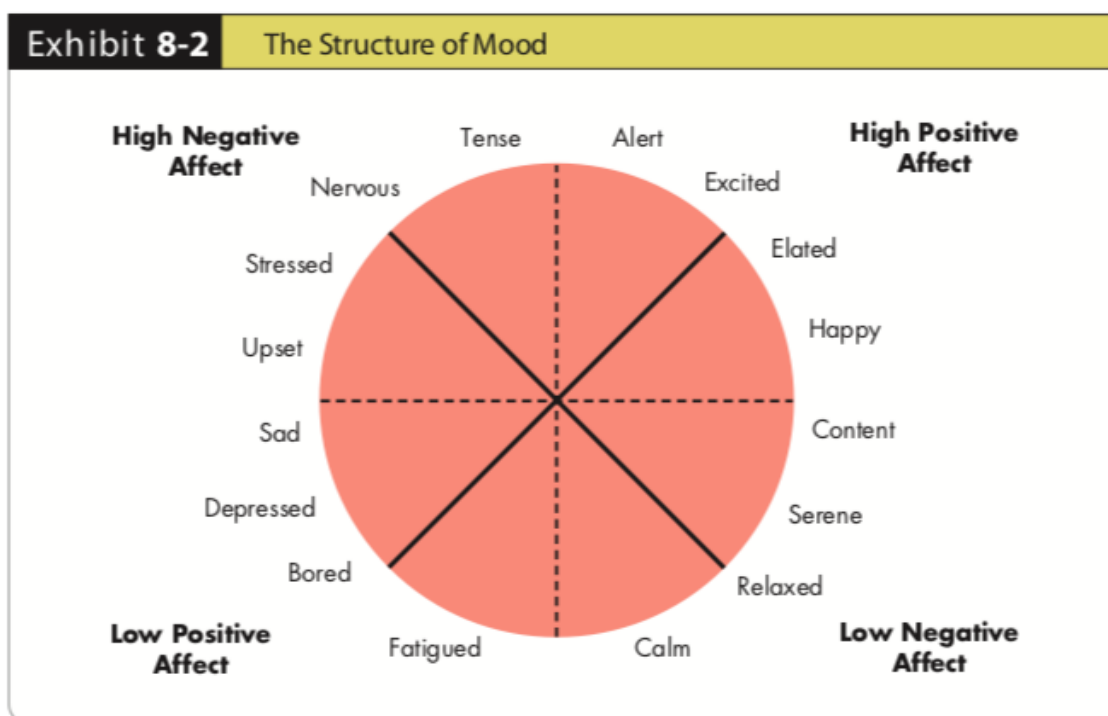 Exhibit 8-2 The Structure of Mood
High Negative
Affect
Tense
Alert
High Positive
Affect
Nervous
Excited
Stressed
Elated
Upset
Happy
Sad
Content
Depressed
Serene
Bored
Relaxed
Low Positive
Affect
Fatigued
Calm
Low Negative
Affect